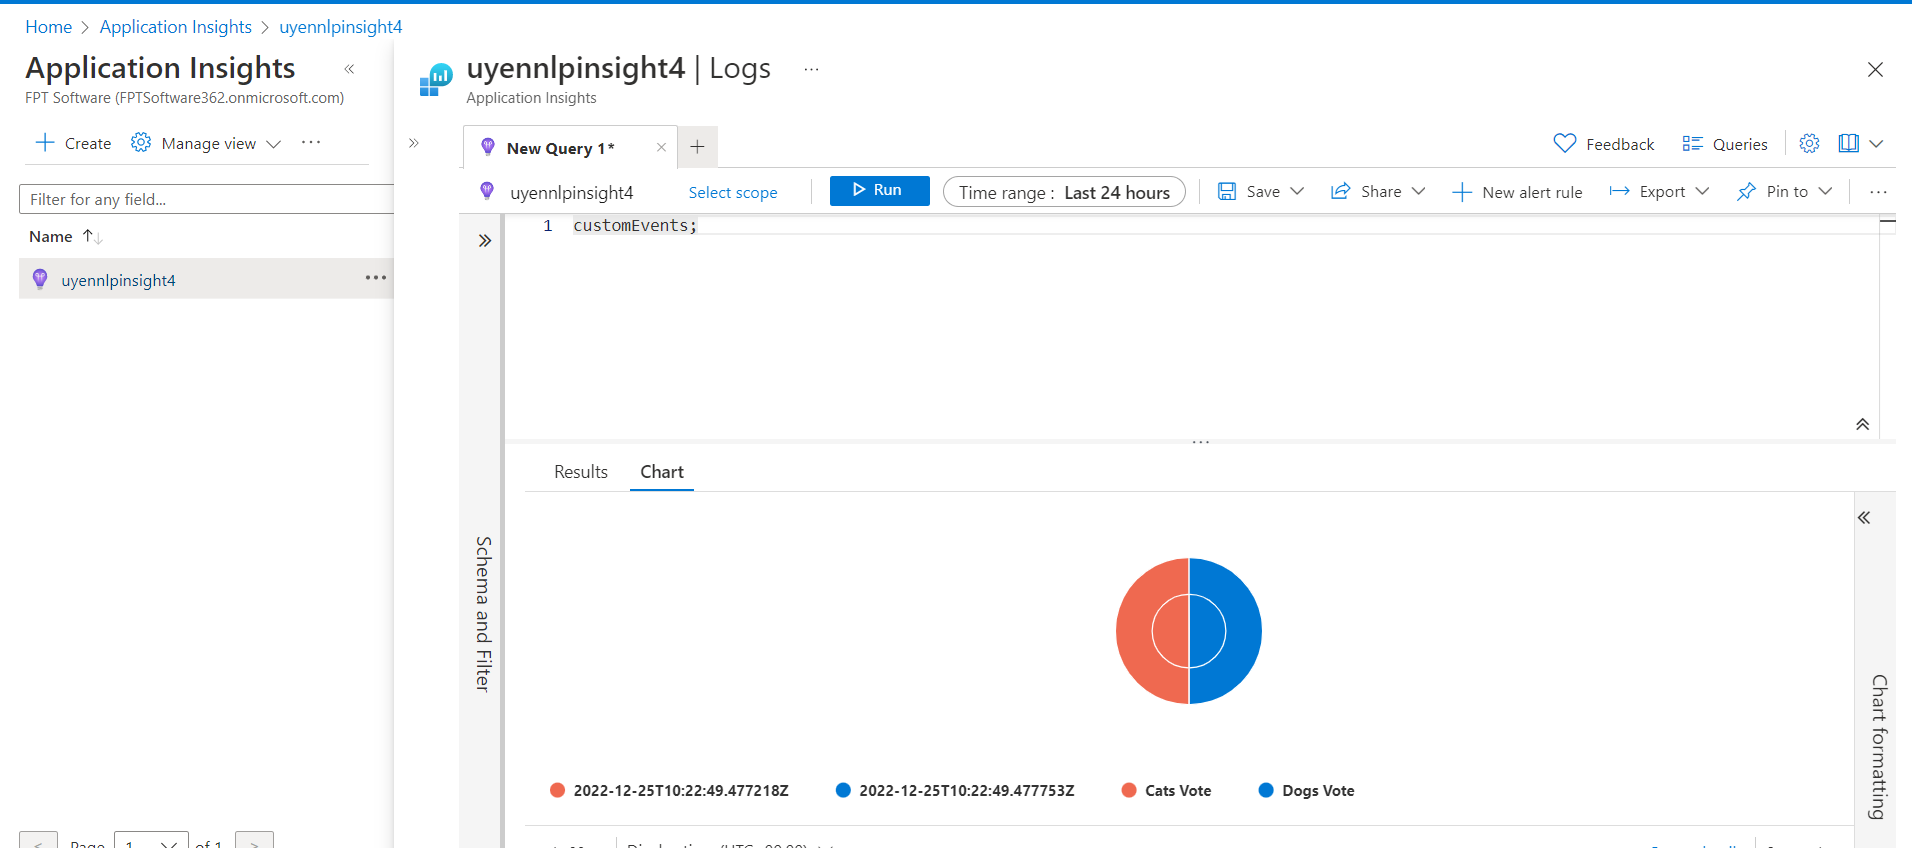 Home > Application Insights > uyennlpinsight4
Application Insights
FPT Software (FPTSoftware362.onmicrosoft.com)
+ Create Manage view ...
Filter for any field...
Name
uyennlpinsight4
uyennlpinsight4 | Logs ...
Application Insights
New Query 1*
Feedback Queries
uyennlpinsight4 Select scope Run Time range : Last 24 hours Save Share New alert rule Export Pin to ...
1 customEvents;
Schema and Filter
Results Chart
2022-12-25T10:22:49.477218Z 2022-12-25T10:22:49.477753Z Cats Vote Dogs Vote
Chart formatting
Page 1 of 1